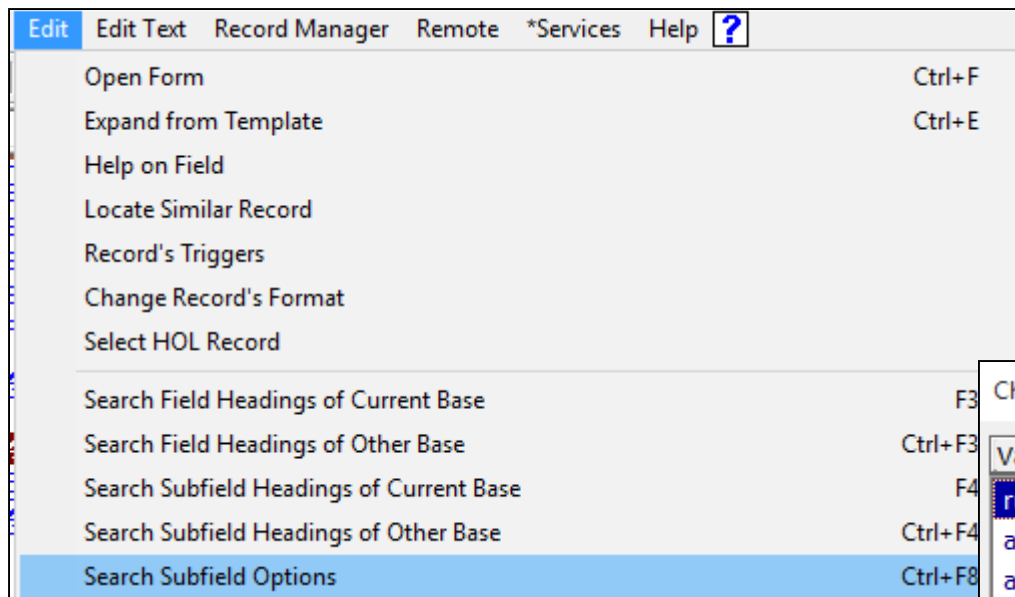 Edit Edit Text Record Manager Remote *Services Help ?
Open Form Ctrl+F
Expand from Template Ctrl+E
Help on Field
Locate Similar Record
Record's Triggers
Change Record's Format
Select HOL Record
Search Field Headings of Current Base F3
Search Field Headings of Other Base Ctrl+F3
Search Subfield Headings of Current Base F4
Search Subfield Headings of Other Base Ctrl+F4
Search Subfield Options Ctrl+F8